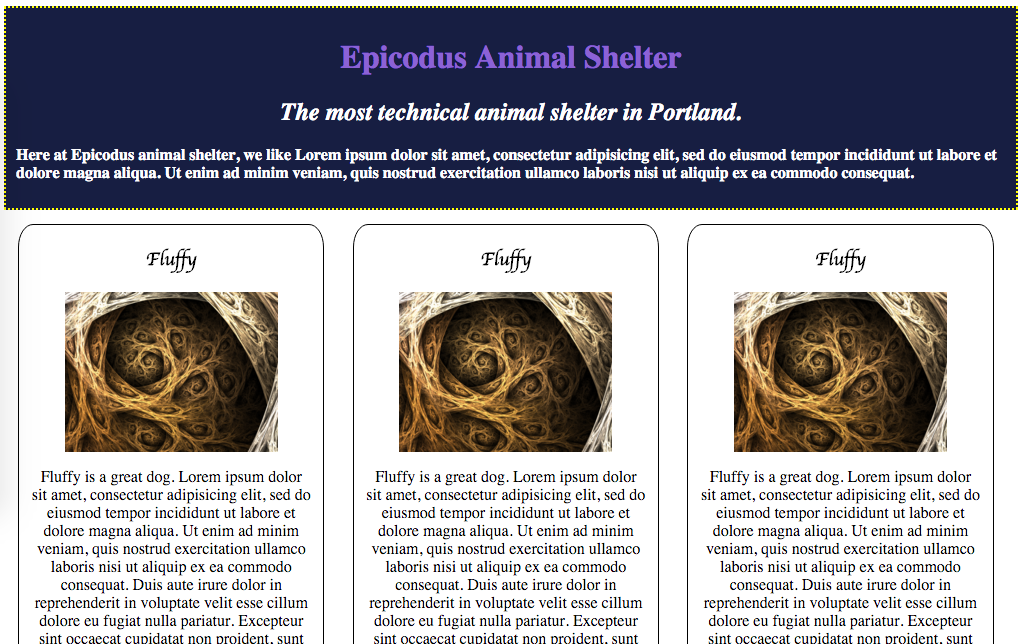 Epicodus Animal Shelter
The most technical animal shelter in Portland.
Here at Epicodus animal shelter, we like Lorem ipsum dolor sit amet, consectetur adipisicing elit, sed do eiusmod tempor incididunt ut labore et
dolore magna aliqua. Ut enim ad minim veniam, quis nostrud exercitation ullamco laboris nisi ut aliquip ex ea commodo consequat.
Fluffy
Fluffy is a great dog. Lorem ipsum dolor
sit amet, consectetur adipisicing elit, sed do
eiusmod tempor incididunt ut labore et
dolore magna aliqua. Ut enim ad minim
veniam, quis nostrud exercitation ullamco
laboris nisi ut aliquip ex ea commodo
consequat. Duis aute irure dolor in
reprehenderit in voluptate velit esse cillum
dolore eu fugiat nulla pariatur. Excepteur
sint occaecat cupidatat non proident, sunt
Fluffy
Fluffy is a great dog. Lorem ipsum dolor
sit amet, consectetur adipisicing elit, sed do
eiusmod tempor incididunt ut labore et
dolore magna aliqua. Ut enim ad minim
veniam, quis nostrud exercitation ullamco
laboris nisi ut aliquip ex ea commodo
consequat. Duis aute irure dolor in
reprehenderit in voluptate velit esse cillum
dolore eu fugiat nulla pariatur. Excepteur
sint occaecat cupidatat non proident, sunt
Fluffy
Fluffy is a great dog. Lorem ipsum dolor
sit amet, consectetur adipisicing elit, sed do
eiusmod tempor incididunt ut labore et
dolore magna aliqua. Ut enim ad minim
veniam, quis nostrud exercitation ullamco
laboris nisi ut aliquip ex ea commodo
consequat. Duis aute irure dolor in
reprehenderit in voluptate velit esse cillum
dolore eu fugiat nulla pariatur. Excepteur
sint occaecat cupidatat non proident, sunt